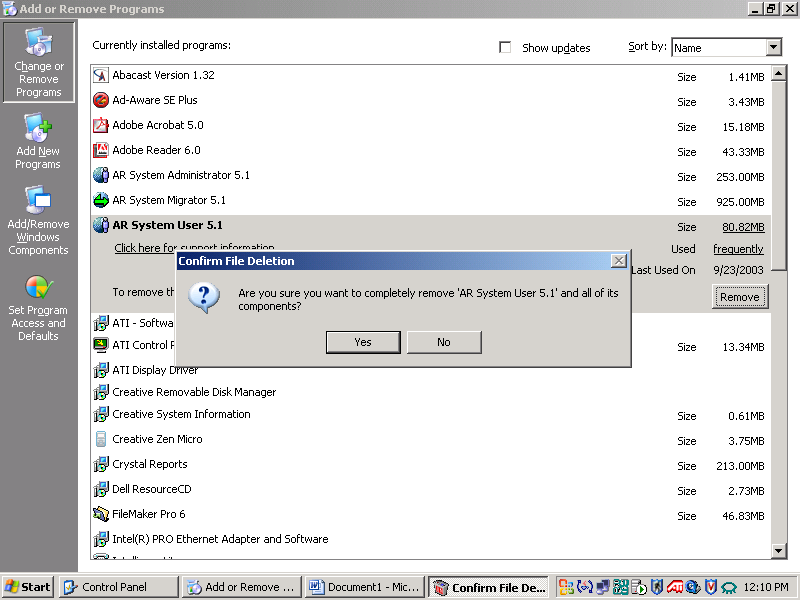 Add or Remove Programs
Change or
Remove
Programs
Add New
Programs
Add/Remove
Windows
Components
Set Program
Access and
Defaults
Currently installed programs:
Show updates
Sort by: Name
Abacast Version 1.32 Size 1.41MB
Ad-Aware SE Plus Size 3.43MB
Adobe Acrobat 5.0 Size 15.18MB
Adobe Reader 6.0 Size 43.33MB
AR System Administrator 5.1 Size 253.00MB
AR System Migrator 5.1 Size 925.00MB
AR System User 5.1 Size 80.82MB
Click here for support information. Used frequently
Last Used On 9/23/2003
To remove Remove
Confirm File Deletion
Are you sure you want to completely remove 'AR System User 5.1' and all of its
components?
Yes No
ATI - Softwa
ATI Control Size 13.34MB
ATI Display Driver
Creative Removable Disk Manager
Creative System Information Size 0.61MB
Creative Zen Micro Size 3.75MB
Crystal Reports Size 213.00MB
Dell ResourceCD Size 2.73MB
FileMaker Pro 6 Size 46.83MB
Intel(R) PRO Ethernet Adapter and Software
Start Control Panel Add or Remove ... Document1 - Mic... Confirm File De... 12:10 PM